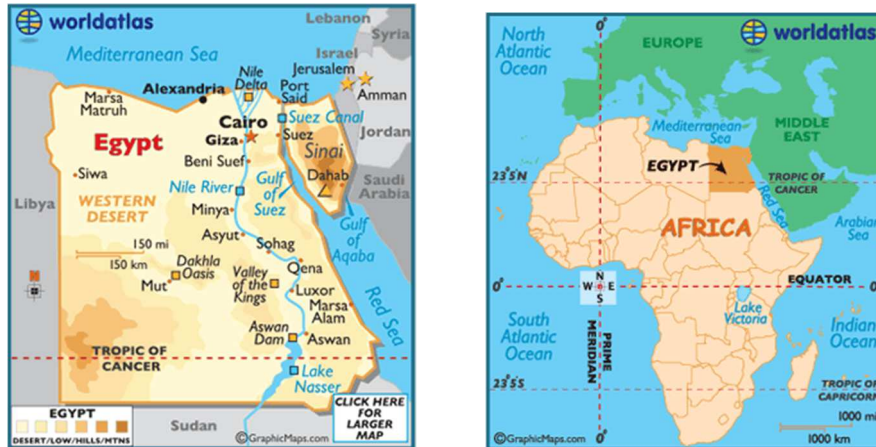 worldatlas
Lebanon
Syria
Mediterranean Sea
Israel
Jerusalem
Amman
Alexandria
Nile
Delta
Port
Said
Marsa
Matruh
Cairo
Suez Canal
Jordan
Egypt
Giza
Suez
Sinai
Beni Suef
Siwa
Dahab
Saudi
Arabia
Nile River
Gulf
of
Suez
Libya
WESTERN
DESERT
Minya
Gulf
of
Aqaba
Asyut
150 mi
150 km
Sohag
Dakhla
Oasis
Qena
Valley
of the
Kings
Mut
Luxor
Red Sea
Marsa
Alam
Aswan
Dam
Aswan
TROPIC OF
CANCER
Lake
Nasser
EGYPT
DESERT/LOW/HILLS/MTNS
Sudan
©GraphicMaps.com
CLICK HERE
FOR
LARGER
MAP
0°
worldatlas
North
Atlantic
Ocean
EUROPE
Mediterranean
Sea
MIDDLE
EAST
EGYPT
23°5N
TROPIC OF
CANCER
Red Sea
AFRICA
Arabian
Sea
N
W E
S
0°
EQUATOR
0°
Lake
Victoria
South
Atlantic
Ocean
PRIME
MERIDIAN
Indian
Ocean
23°5S
TROPIC OF
CAPRICORN
1000 mi
1000 km
©GraphicMaps.com
0°